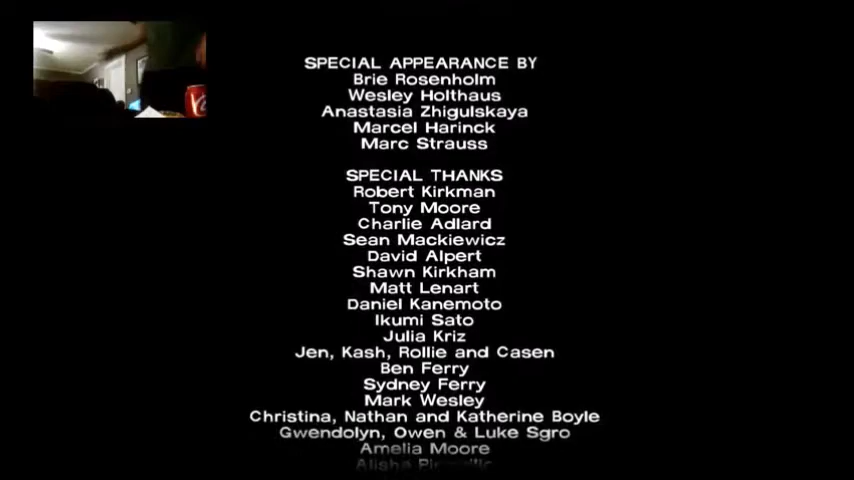 SPECIAL APPEARANCE BY
Brie Rosenholm
Wesley Holthaus
Anastasia Zhigulskaya
Marcel Harinck
Marc Strauss
SPECIAL THANKS
Robert Kirkman
Tony Moore
Charlie Adlard
Sean Mackiewicz
David Alpert
Shawn Kirkham
Matt Lenart
Daniel Kanemoto
Ikumi Sato
Julia Kriz
Jen, Kash, Rollie and Casen
Ben Ferry
Sydney Ferry
Mark Wesley
Christina, Nathan and Katherine Boyle
Gwendolyn, Owen & Luke Sgro
Amelia Moore
Alisha